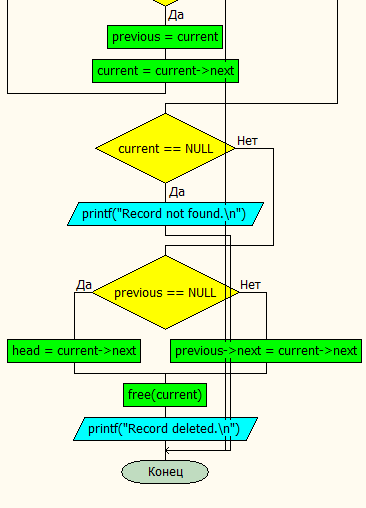 Да
previous = current
current = current->next
current == NULL
Нет
Да
printf("Record not found.\n")
Да
previous == NULL
Нет
head = current->next
previous->next = current->next
free(current)
printf("Record deleted.\n")
Конец